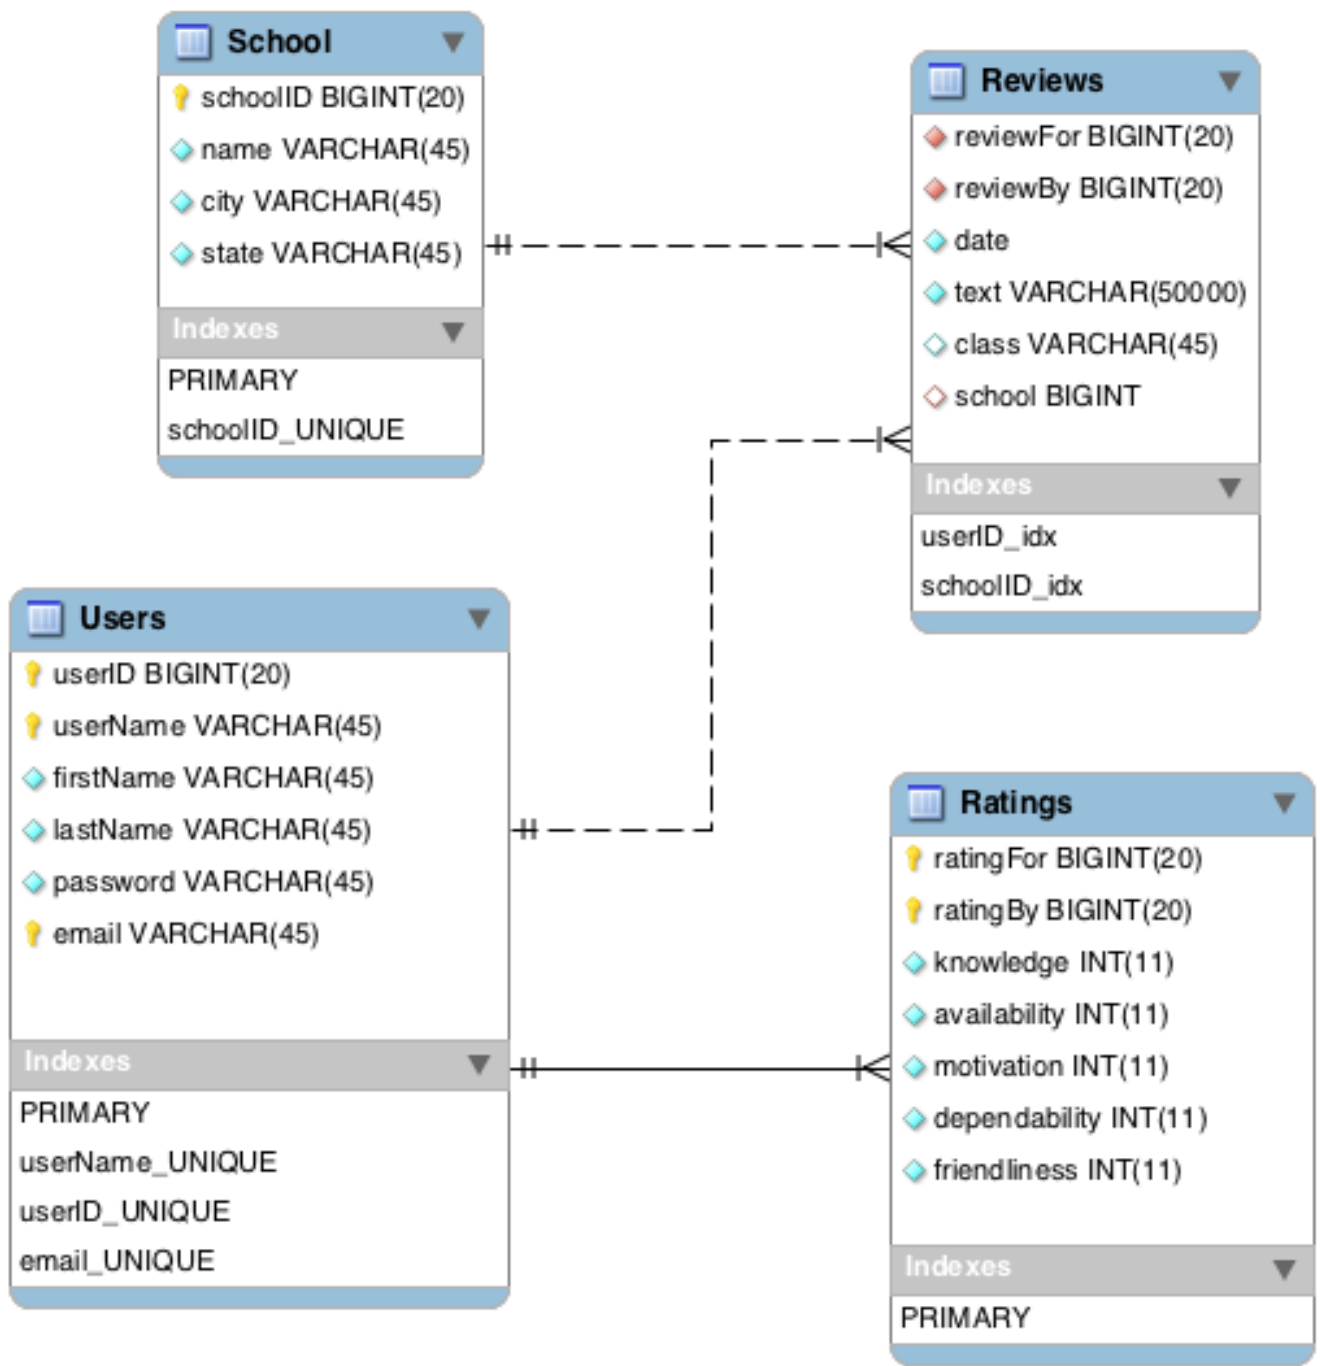 School
schoolID BIGINT(20)
name VARCHAR(45)
city VARCHAR(45)
state VARCHAR(45)
Indexes
PRIMARY
schoolID_UNIQUE
Reviews
reviewFor BIGINT(20)
reviewBy BIGINT(20)
date
text VARCHAR(50000)
class VARCHAR(45)
school BIGINT
Indexes
userID_idx
schoolID_idx
Users
userID BIGINT(20)
userName VARCHAR(45)
firstName VARCHAR(45)
lastName VARCHAR(45)
password VARCHAR(45)
email VARCHAR(45)
Indexes
PRIMARY
userName_UNIQUE
userID_UNIQUE
email_UNIQUE
Ratings
ratingFor BIGINT(20)
ratingBy BIGINT(20)
knowledge INT(11)
availability INT(11)
motivation INT(11)
dependability INT(11)
friendliness INT(11)
Indexes
PRIMARY